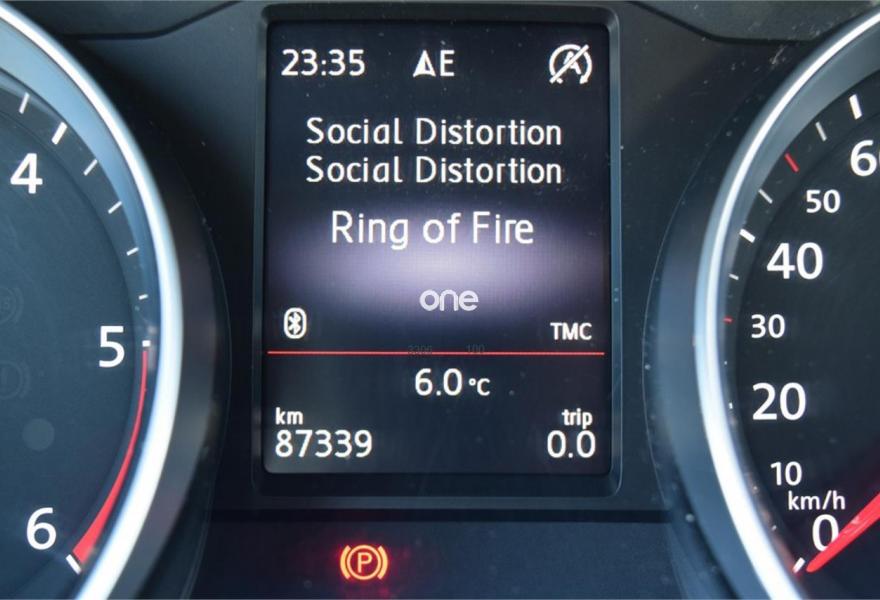 23:35 E
Social Distortion
Social Distortion
Ring of Fire
one
TMC
6.0 °C
km
87339
trip
0.0
4
5
6
60
50
40
30
20
10
km/h
0
P